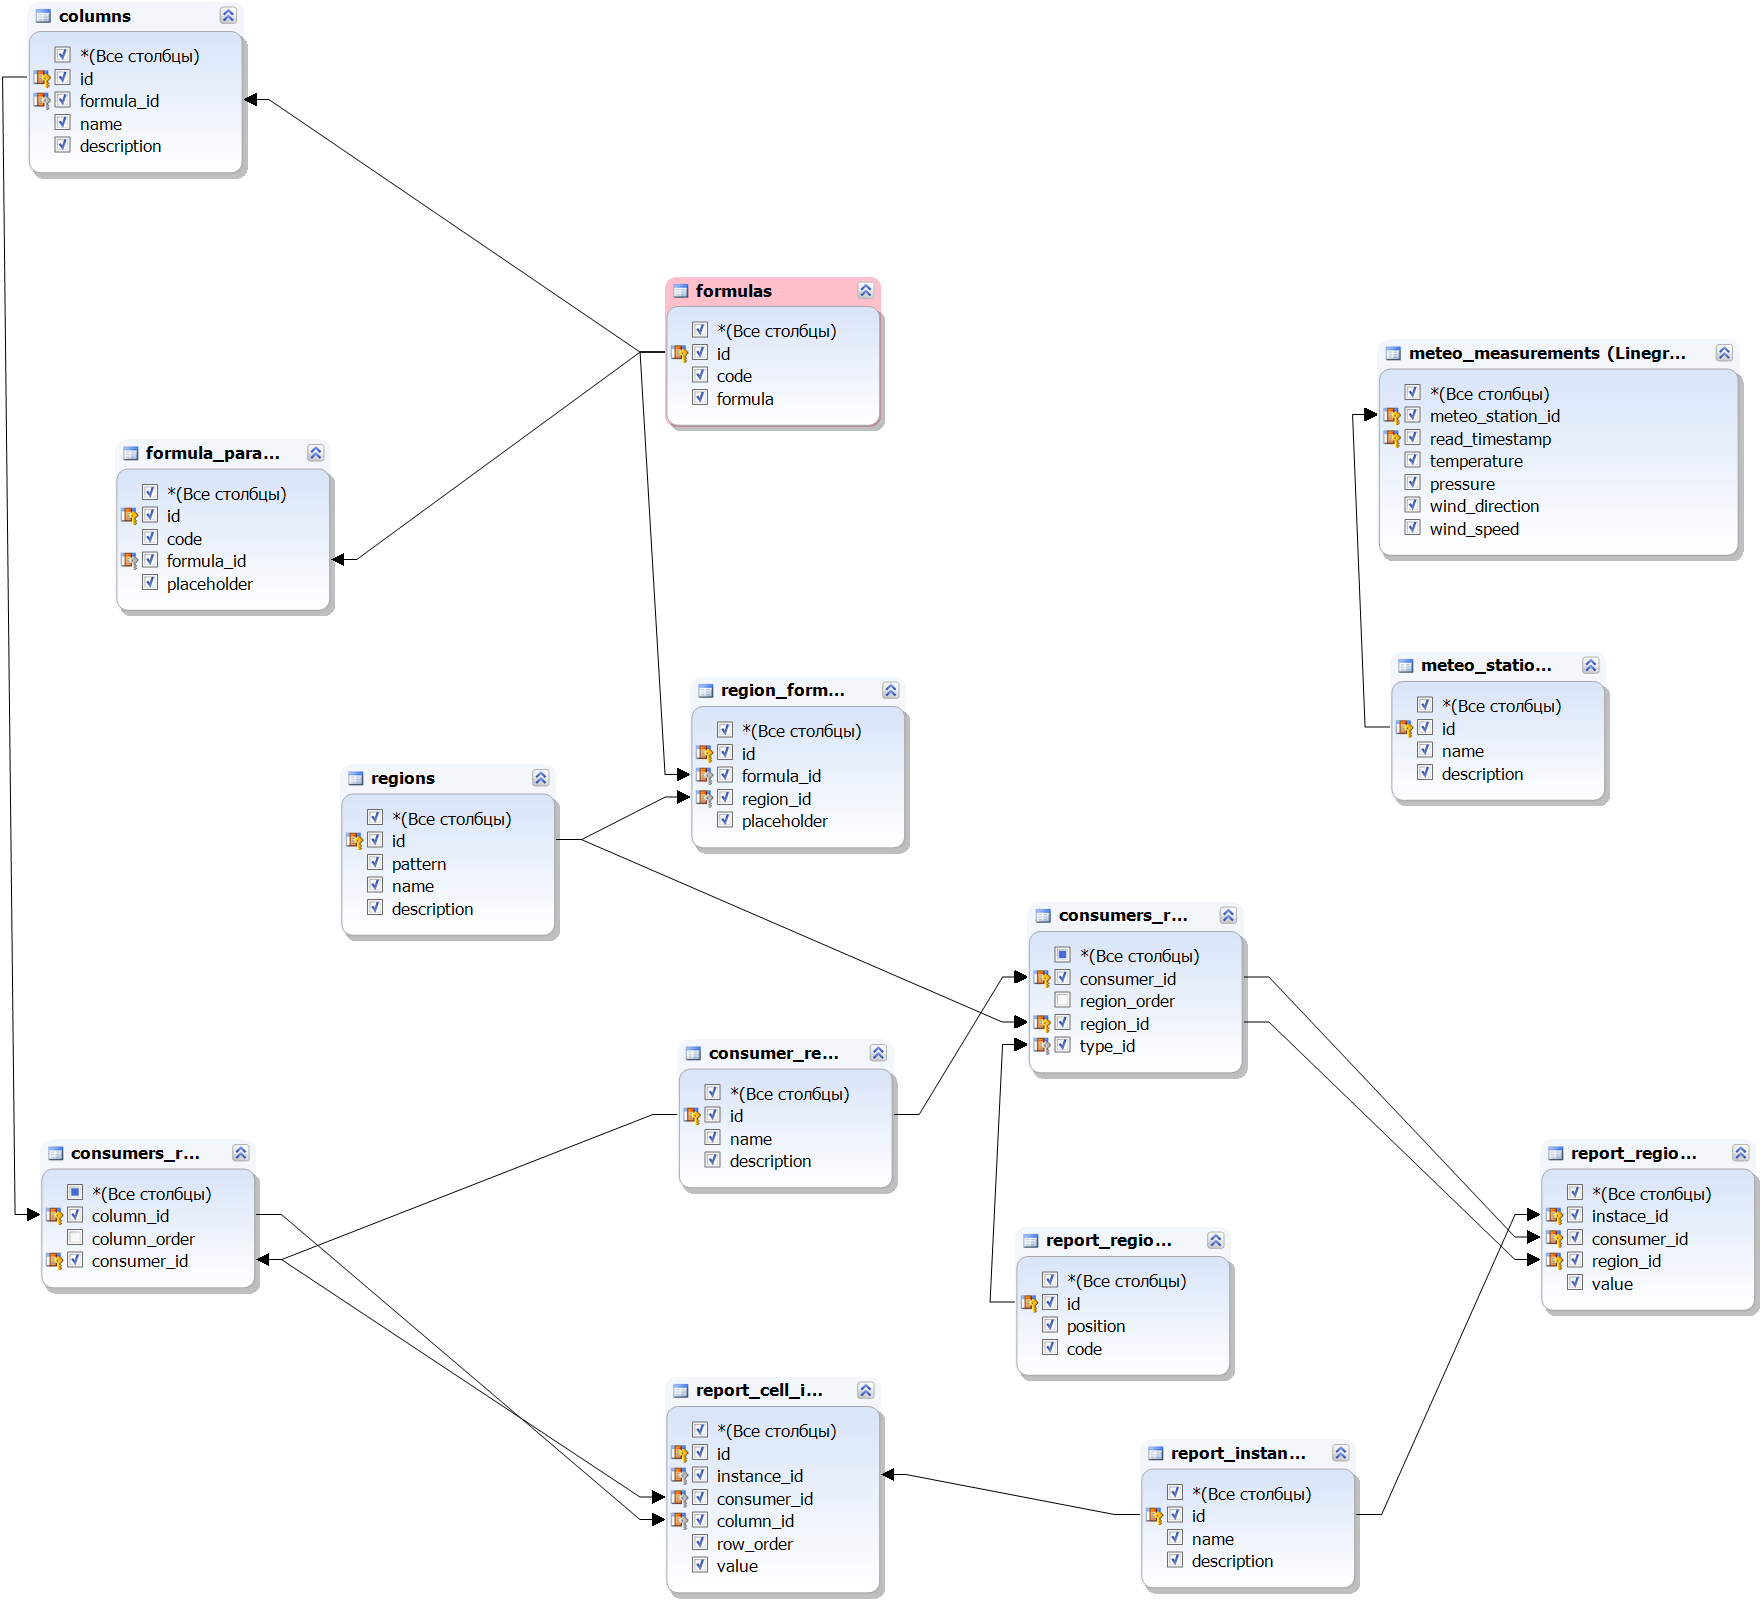 columns
*(Все столбцы)
id
formula_id
name
description
formulas
*(Все столбцы)
id
code
formula
meteo_measurements (Linegr...
*(Все столбцы)
meteo_station_id
read_timestamp
temperature
pressure
wind_direction
wind_speed
formula_para...
*(Все столбцы)
id
code
formula_id
placeholder
meteo_statio...
*(Все столбцы)
id
name
description
region_form...
*(Все столбцы)
id
formula_id
region_id
placeholder
regions
*(Все столбцы)
id
pattern
name
description
consumers_r...
*(Все столбцы)
consumer_id
region_order
region_id
type_id
consumer_re...
*(Все столбцы)
id
name
description
consumers_r...
*(Все столбцы)
column_id
column_order
consumer_id
report_regio...
*(Все столбцы)
instace_id
consumer_id
region_id
value
report_regio...
*(Все столбцы)
id
position
code
report_cell_i...
*(Все столбцы)
id
instance_id
consumer_id
column_id
row_order
value
report_instan...
*(Все столбцы)
id
name
description